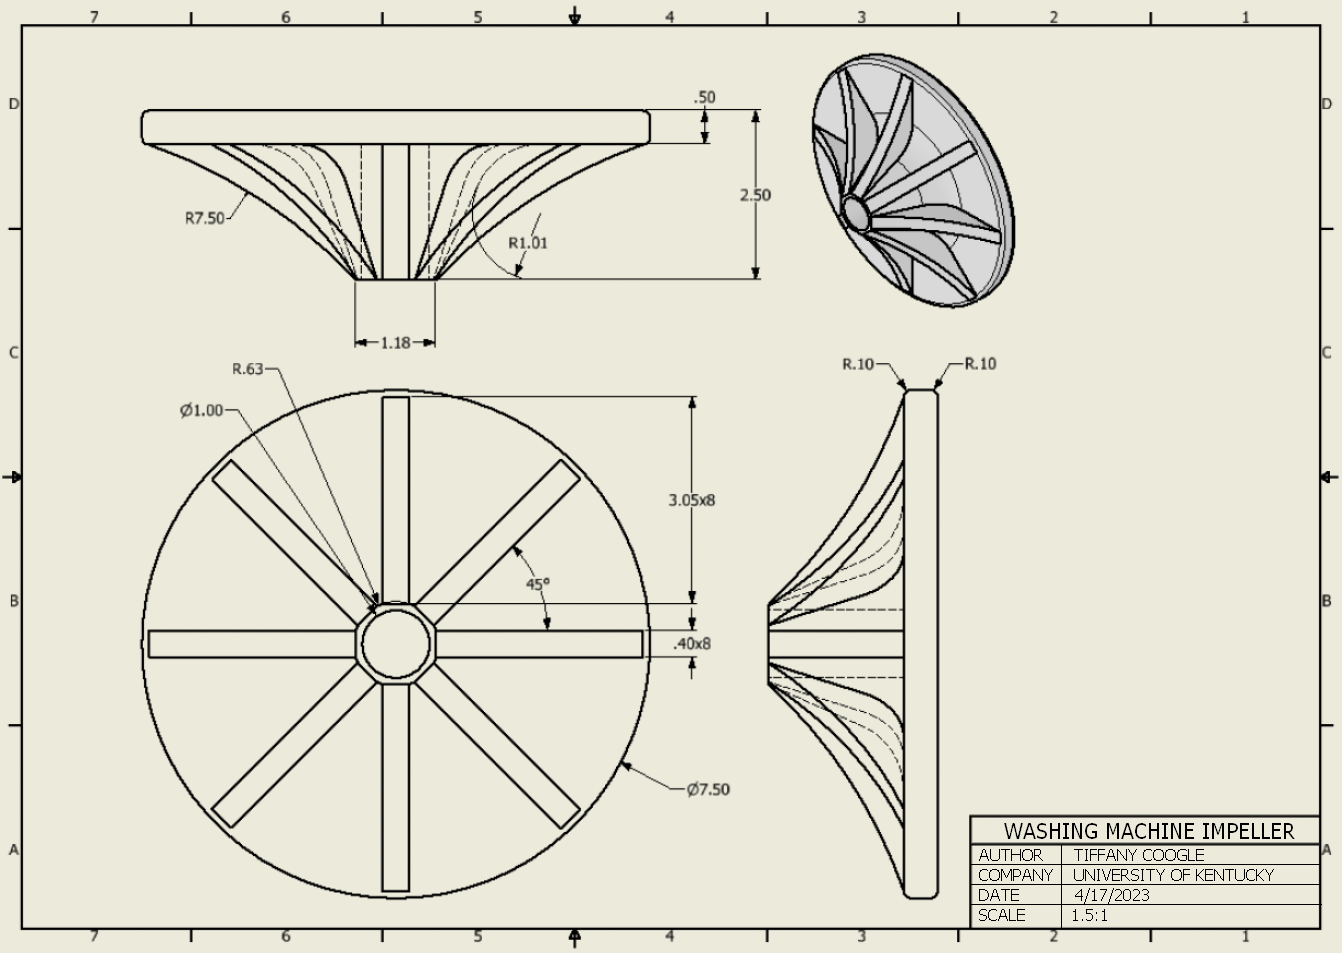 7 6 5 4 3 2 1
D D
.50
2.50
R7.50
R1.01
1.18
C C
R.63
R.10 R.10
Ø1.00
3.05x8
45°
B B
.40x8
Ø7.50
WASHING MACHINE IMPELLER
A A
AUTHOR TIFFANY COOGLE
COMPANY UNIVERSITY OF KENTUCKY
DATE 4/17/2023
SCALE 1.5:1
7 6 5 4 3 2 1